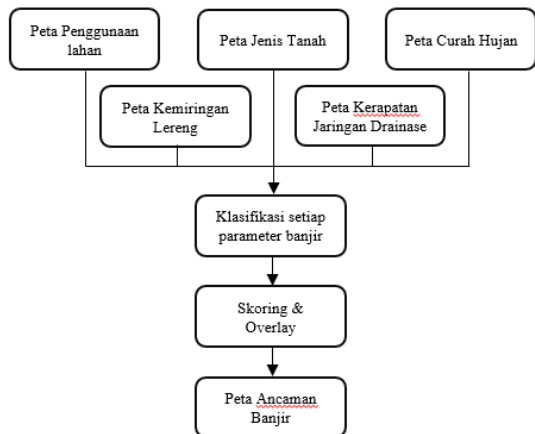 Peta Penggunaan
lahan
Peta Jenis Tanah
Peta Curah Hujan
Peta Kemiringan
Lereng
Peta Kerapatan
Jaringan Drainase
Klasifikasi setiap
parameter banjir
Skoring &
Overlay
Peta Ancaman
Banjir